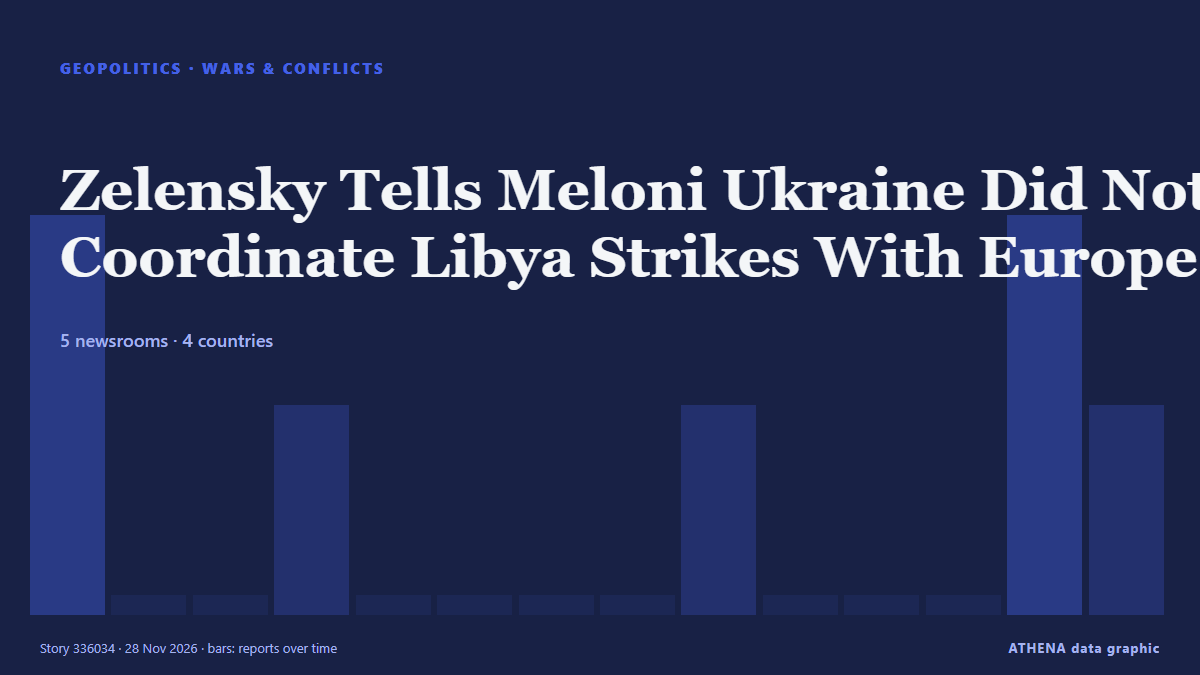 GEOPOLITICS · WARS & CONFLICTS
Zelensky Tells Meloni Ukraine Did Not
Coordinate Libya Strikes With Europe
5 newsrooms · 4 countries
Story 336034 · 28 Nov 2026 · bars: reports over time
ATHENA data graphic